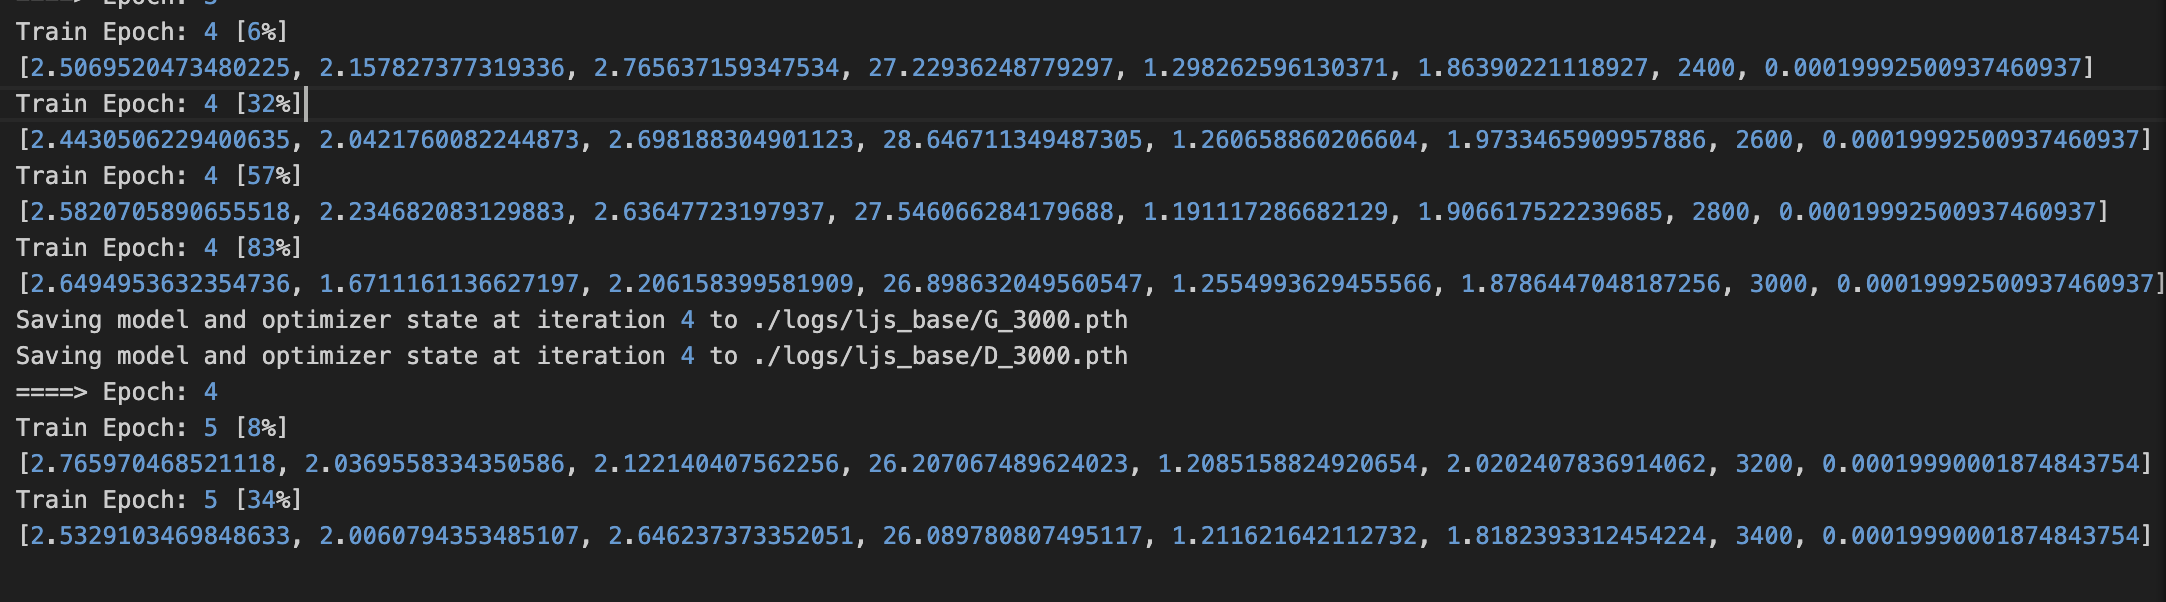 ====> Epoch: 3
Train Epoch: 4 [6%]
[2.5069520473480225, 2.157827377319336, 2.765637159347534, 27.22936248779297, 1.298262596130371, 1.86390221118927, 2400, 0.00019992500937460937]
Train Epoch: 4 [32%]
[2.4430506229400635, 2.0421760082244873, 2.698188304901123, 28.646711349487305, 1.260658860206604, 1.9733465909957886, 2600, 0.00019992500937460937]
Train Epoch: 4 [57%]
[2.5820705890655518, 2.234682083129883, 2.63647723197937, 27.546066284179688, 1.191117286682129, 1.906617522239685, 2800, 0.00019992500937460937]
Train Epoch: 4 [83%]
[2.6494953632354736, 1.6711161136627197, 2.206158399581909, 26.898632049560547, 1.2554993629455566, 1.8786447048187256, 3000, 0.00019992500937460937]
Saving model and optimizer state at iteration 4 to ./logs/ljs_base/G_3000.pth
Saving model and optimizer state at iteration 4 to ./logs/ljs_base/D_3000.pth
====> Epoch: 4
Train Epoch: 5 [8%]
[2.765970468521118, 2.0369558334350586, 2.122140407562256, 26.207067489624023, 1.2085158824920654, 2.0202407836914062, 3200, 0.00019990001874843754]
Train Epoch: 5 [34%]
[2.5329103469848633, 2.0060794353485107, 2.646237373352051, 26.089780807495117, 1.211621642112732, 1.8182393312454224, 3400, 0.00019990001874843754]